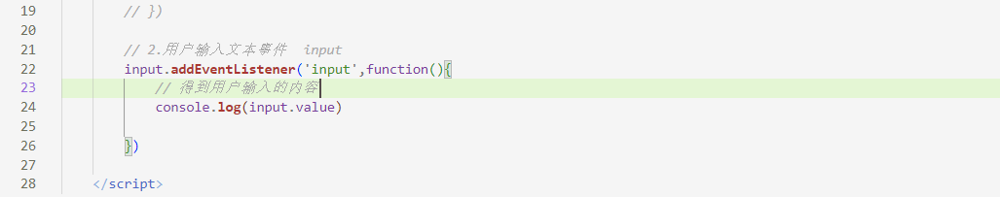 19 // })
20
21 // 2.用户输入文本事件 input
22 input.addEventListener('input',function(){
23 // 得到用户输入的内容
24 console.log(input.value)
25
26 })
27
28 </script>